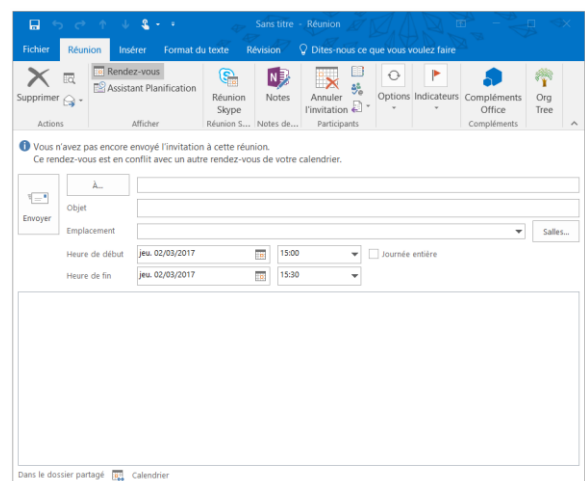 Sans titre - Réunion
Fichier Réunion Insérer Format du texte Révision Dites-nous ce que vous voulez faire
Supprimer
Rendez-vous
Assistant Planification
Réunion Skype
Notes
Annuler l'invitation
Options
Indicateurs
Compléments Office
Org Tree
Actions Afficher Réunion S... Notes de... Participants Compléments
Vous n'avez pas encore envoyé l'invitation à cette réunion.
Ce rendez-vous est en conflit avec un autre rendez-vous de votre calendrier.
Envoyer
À...
Objet
Emplacement Salles...
Heure de début jeu. 02/03/2017 15:00 Journée entière
Heure de fin jeu. 02/03/2017 15:30
Dans le dossier partagé Calendrier